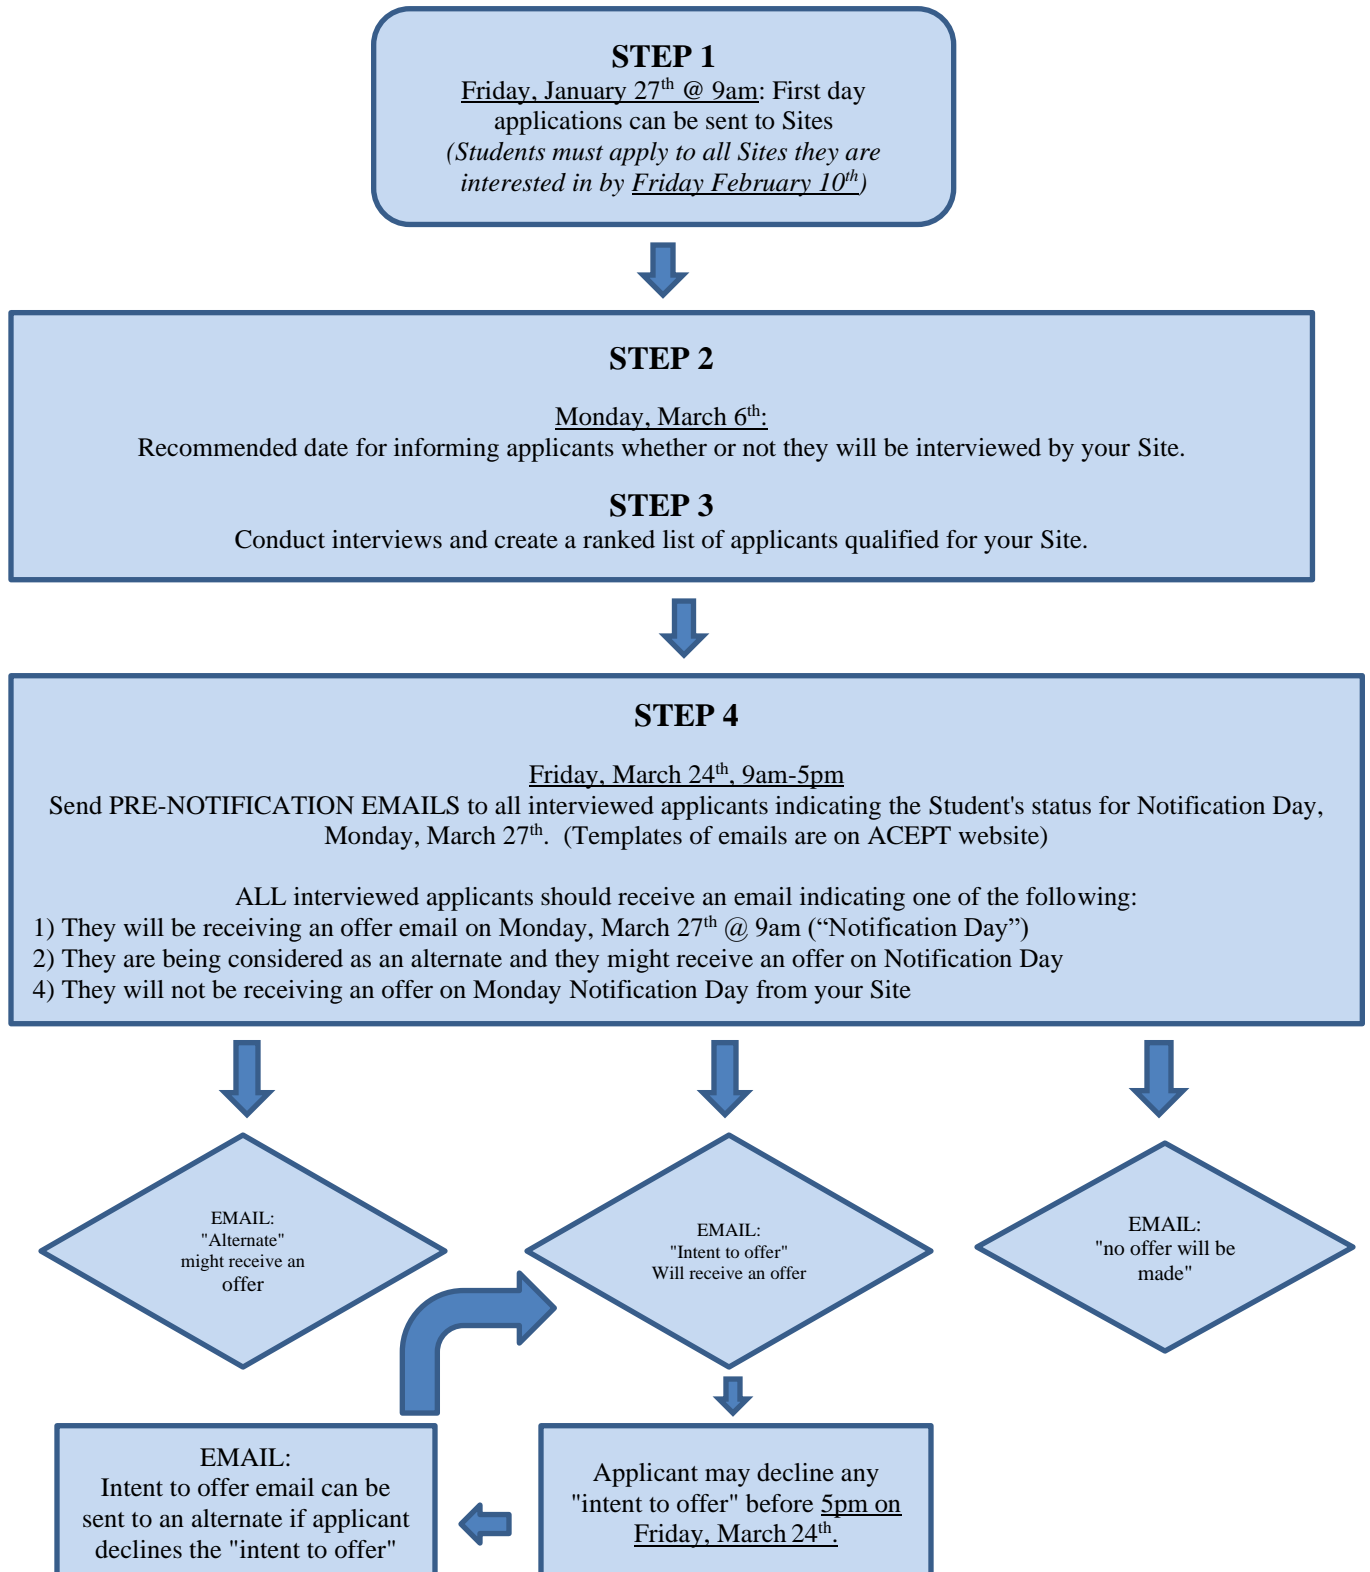 STEP 1
Friday, January 27th @ 9am: First day
applications can be sent to Sites
(Students must apply to all Sites they are
interested in by Friday February 10th)
STEP 2
Monday, March 6th:
Recommended date for informing applicants whether or not they will be interviewed by your Site.
STEP 3
Conduct interviews and create a ranked list of applicants qualified for your Site.
STEP 4
Friday, March 24th, 9am-5pm
Send PRE-NOTIFICATION EMAILS to all interviewed applicants indicating the Student's status for Notification Day,
Monday, March 27th. (Templates of emails are on ACEPT website)
ALL interviewed applicants should receive an email indicating one of the following:
1) They will be receiving an offer email on Monday, March 27th @ 9am (“Notification Day”)
2) They are being considered as an alternate and they might receive an offer on Notification Day
4) They will not be receiving an offer on Monday Notification Day from your Site
EMAIL:
"Alternate"
might receive an
offer
EMAIL:
"Intent to offer"
Will receive an offer
EMAIL:
"no offer will be
made"
EMAIL:
Intent to offer email can be
sent to an alternate if applicant
declines the "intent to offer"
Applicant may decline any
"intent to offer" before 5pm on
Friday, March 24th.